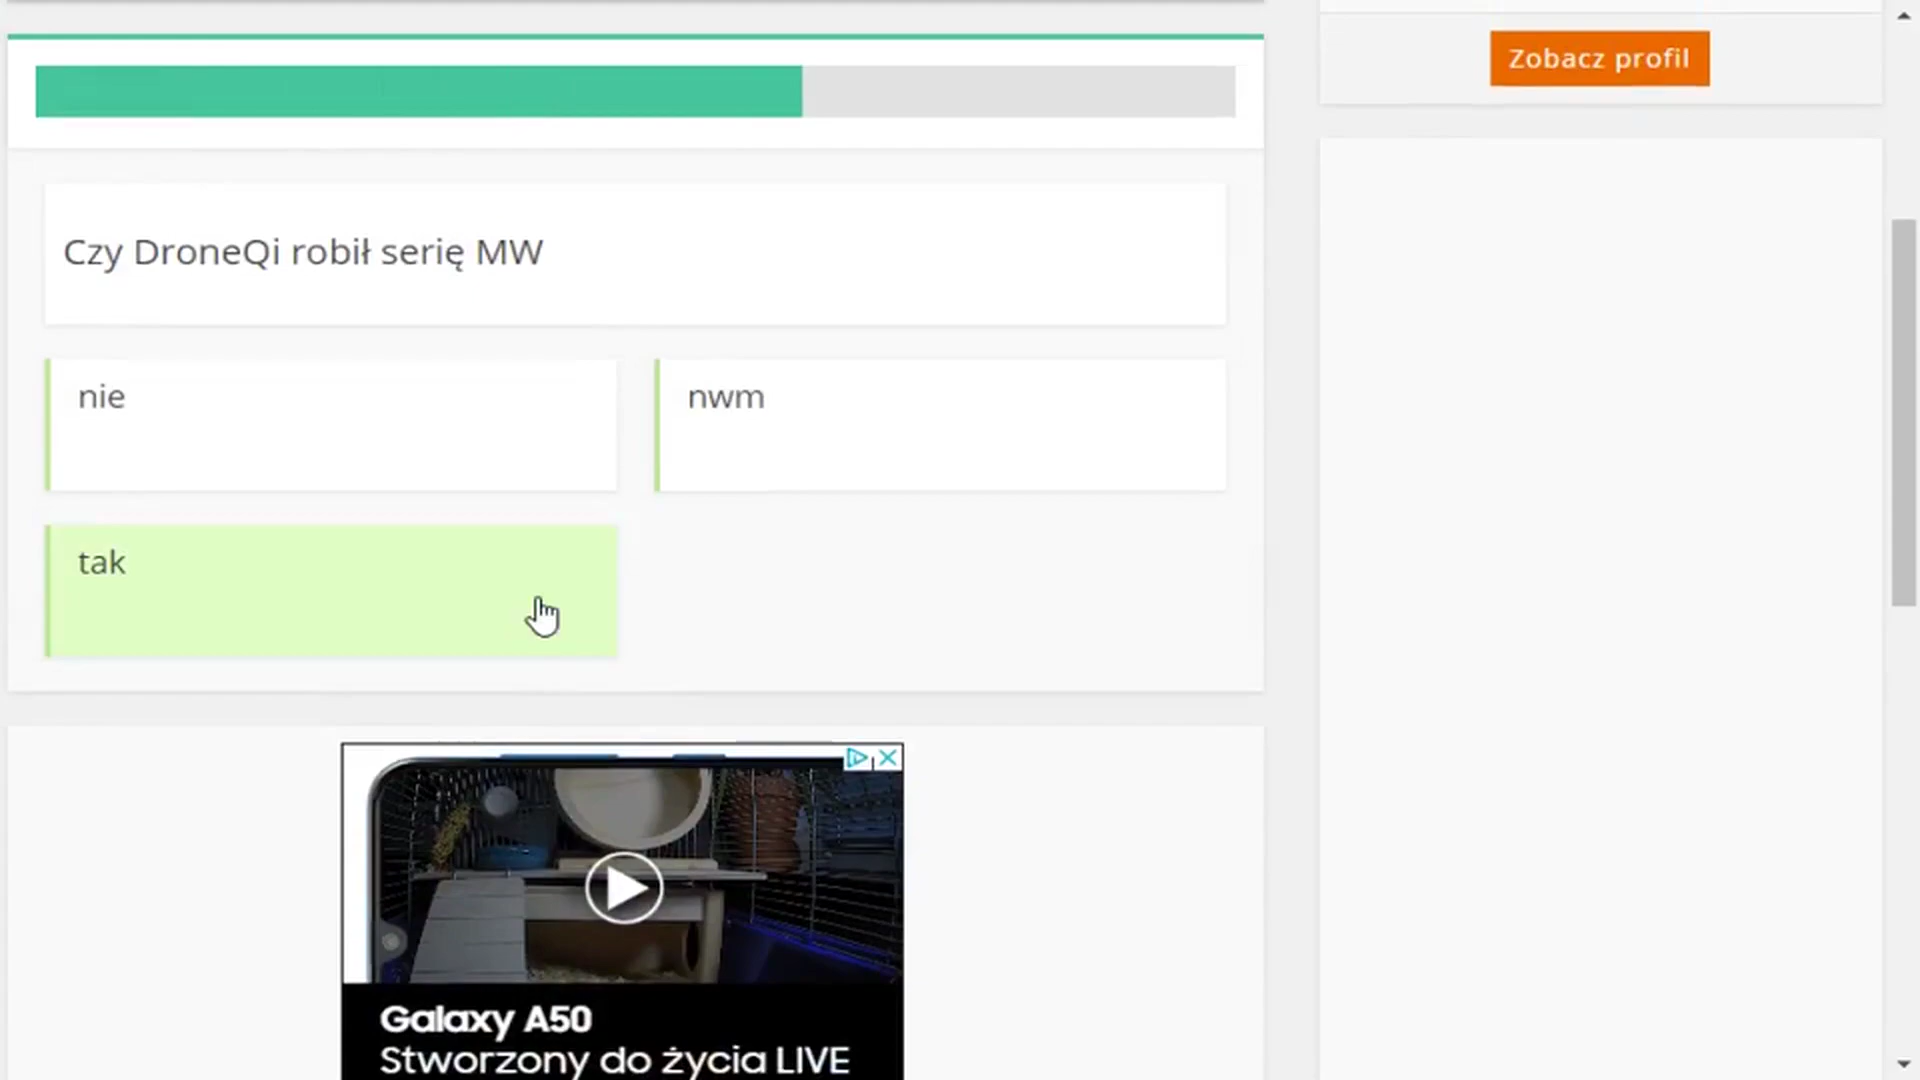 Zobacz profil
Czy DroneQi robił serię MW
nie
nwm
tak
Galaxy A50
Stworzony do życia LIVE